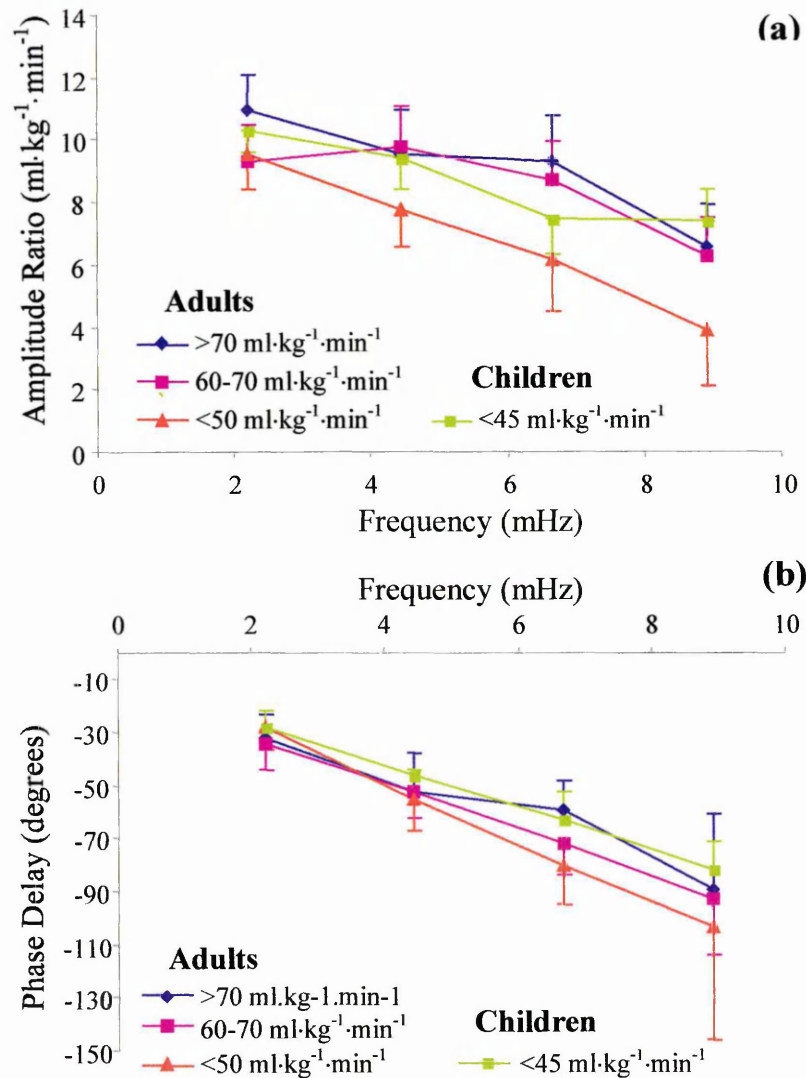 (a)
Amplitude Ratio (ml·kg⁻¹·min⁻¹)
14
12
10
8
6
4
2
0
Adults
>70 ml·kg⁻¹·min⁻¹
60-70 ml·kg⁻¹·min⁻¹
<50 ml·kg⁻¹·min⁻¹
Children
<45 ml·kg⁻¹·min⁻¹
0 2 4 6 8 10
Frequency (mHz)
(b)
Frequency (mHz)
0 2 4 6 8 10
Phase Delay (degrees)
-10
-30
-50
-70
-90
-110
-130
-150
Adults
>70 ml.kg-1.min-1
60-70 ml·kg⁻¹·min⁻¹
<50 ml·kg⁻¹·min⁻¹
Children
<45 ml·kg⁻¹·min⁻¹